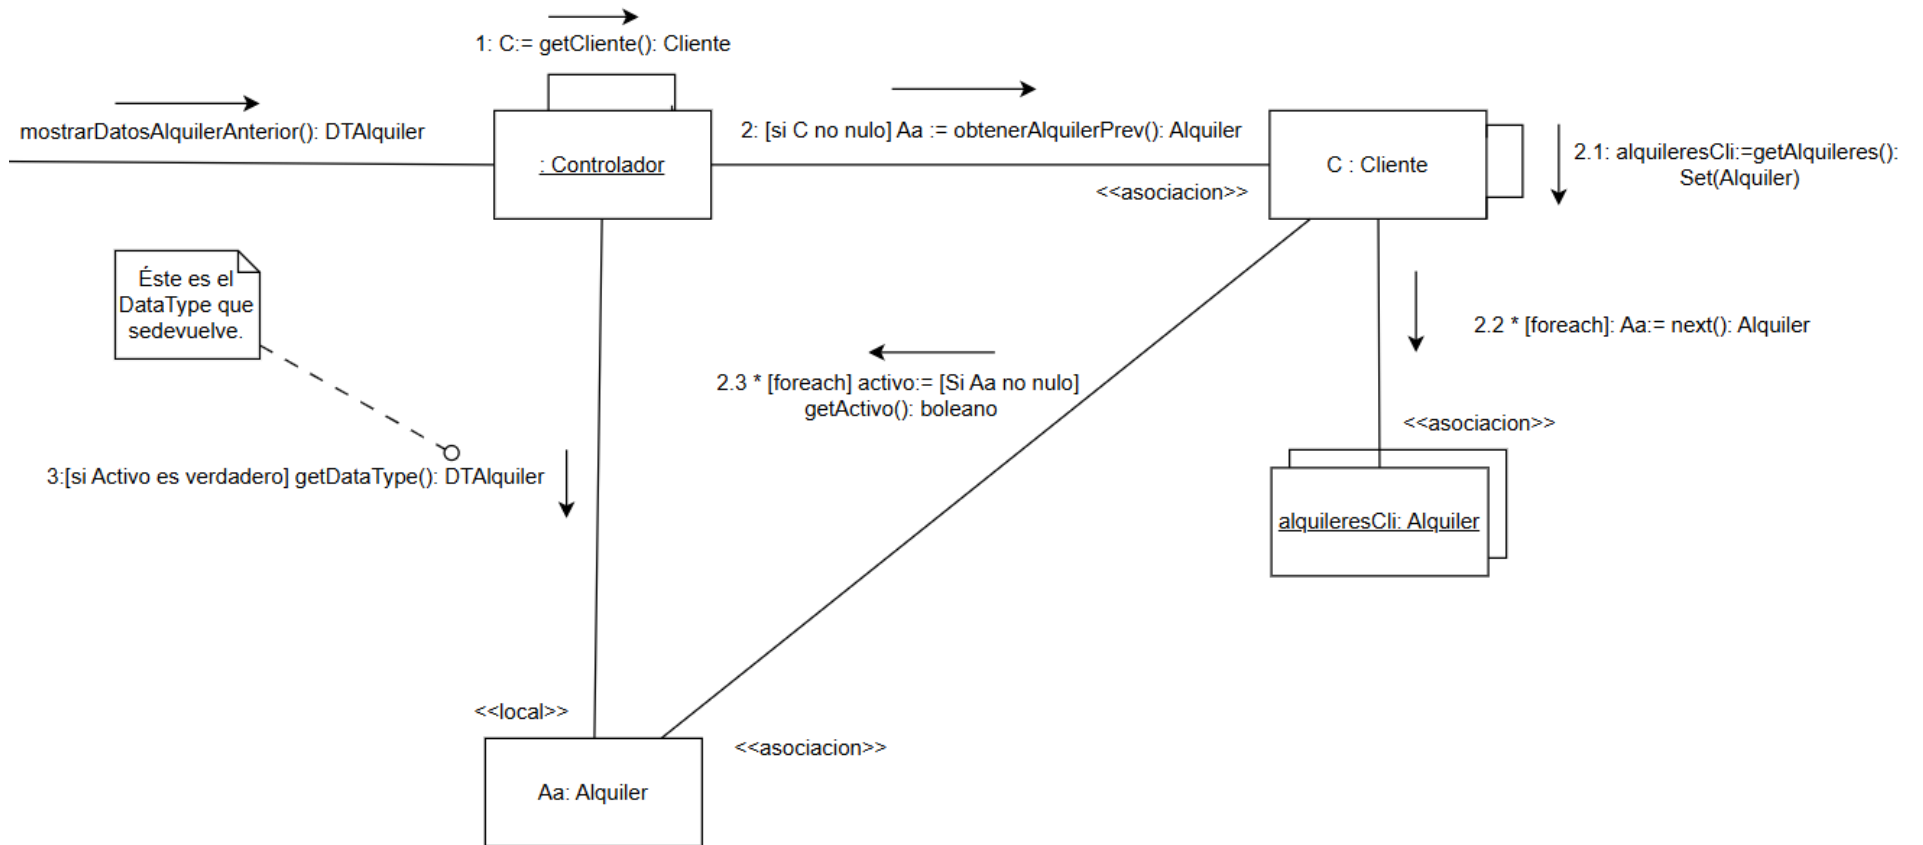 1: C:= getCliente(): Cliente
mostrarDatosAlquilerAnterior(): DTAlquiler
2: [si C no nulo] Aa := obtenerAlquilerPrev(): Alquiler
: Controlador
C : Cliente
2.1: alquileresCli:=getAlquileres():
Set(Alquiler)
<<asociacion>>
Éste es el
DataType que
sedevuelve.
2.2 * [foreach]: Aa:= next(): Alquiler
2.3 * [foreach] activo:= [Si Aa no nulo]
getActivo(): boleano
<<asociacion>>
3:[si Activo es verdadero] getDataType(): DTAlquiler
alquileresCli: Alquiler
<<local>>
<<asociacion>>
Aa: Alquiler